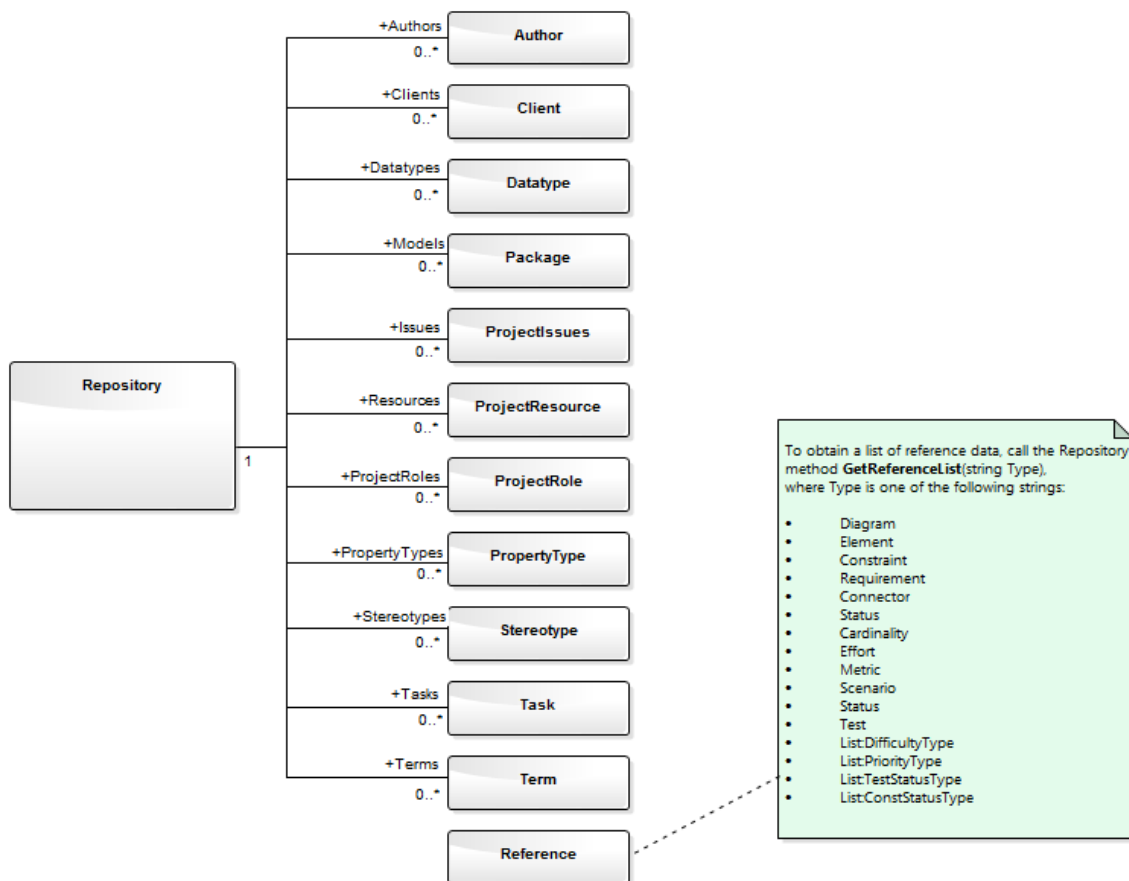 +Authors
0..*
Author
+Clients
0..*
Client
+Datatypes
0..*
Datatype
+Models
0..*
Package
+Issues
0..*
ProjectIssues
Repository
1
+Resources
0..*
ProjectResource
+ProjectRoles
0..*
ProjectRole
+PropertyTypes
0..*
PropertyType
+Stereotypes
0..*
Stereotype
+Tasks
0..*
Task
+Terms
0..*
Term
Reference
To obtain a list of reference data, call the Repository
method GetReferenceList(string Type),
where Type is one of the following strings:
• Diagram
• Element
• Constraint
• Requirement
• Connector
• Status
• Cardinality
• Effort
• Metric
• Scenario
• Status
• Test
• List:DifficultyType
• List:PriorityType
• List:TestStatusType
• List:ConstStatusType